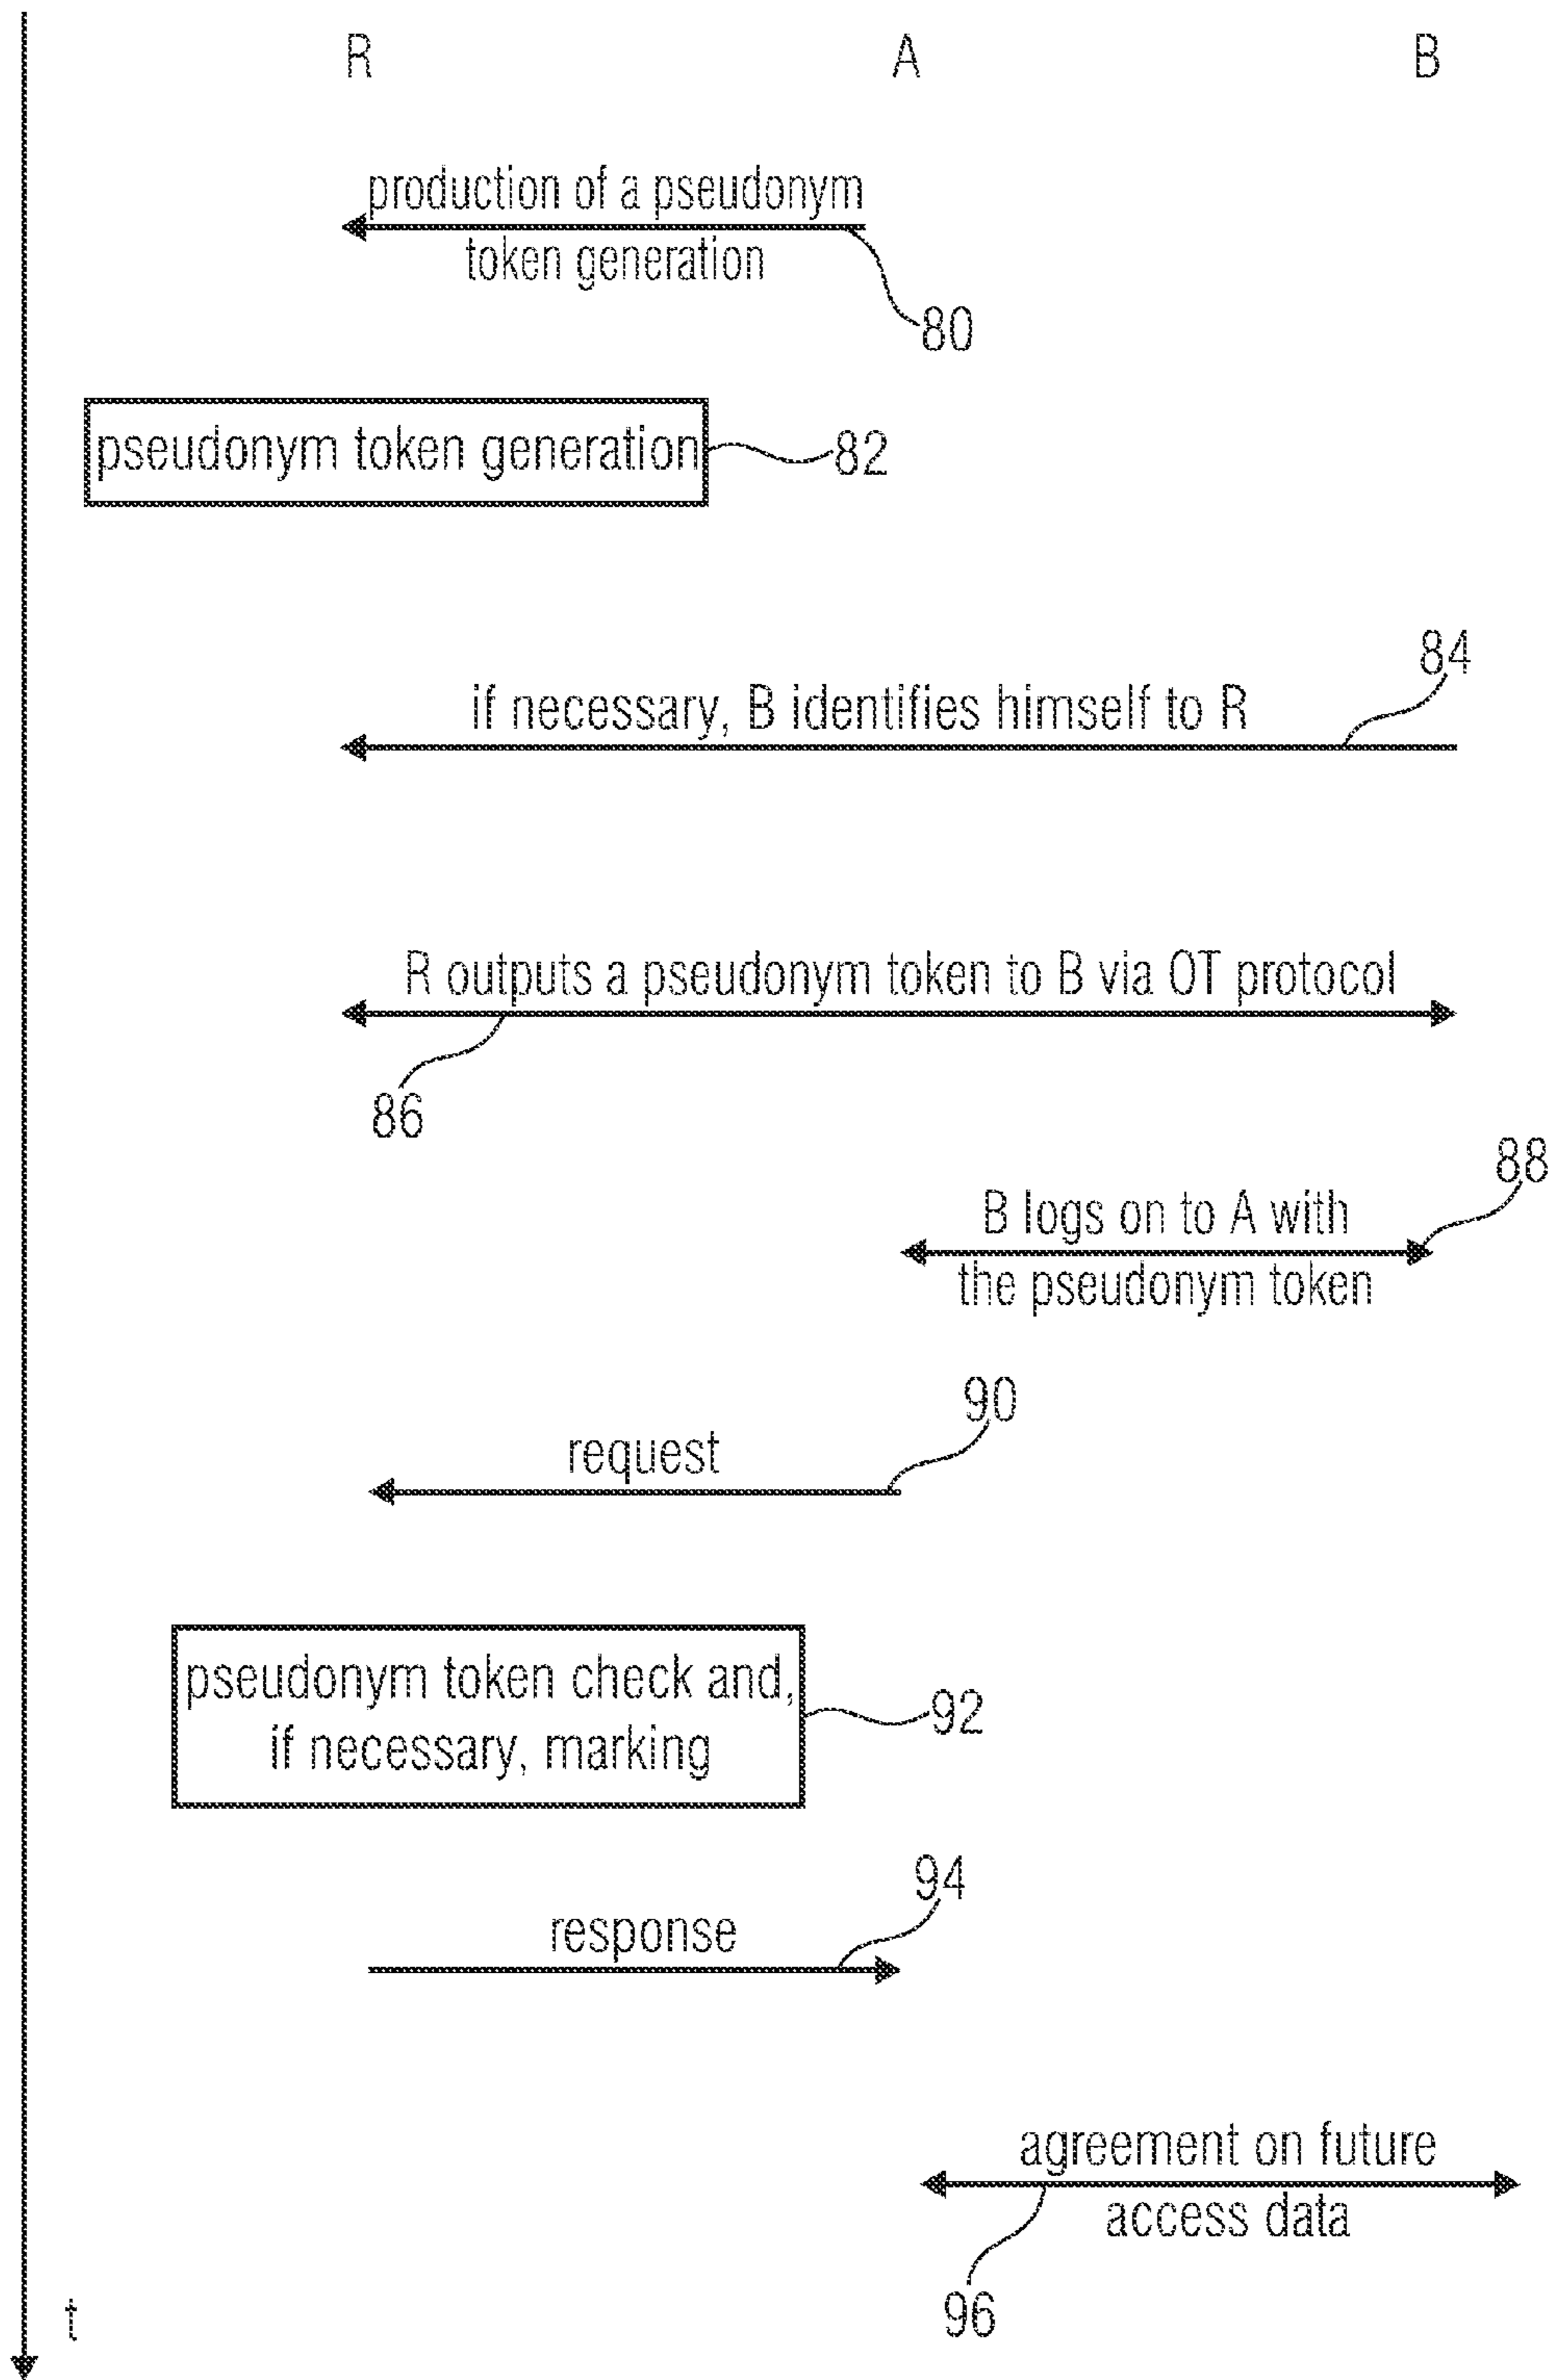 R A B
production of a pseudonym
token generation
80
pseudonym token generation
82
84
if necessary, B identifies himself to R
R outputs a pseudonym token to B via OT protocol
86
88
B logs on to A with
the pseudonym token
90
request
pseudonym token check and,
if necessary, marking
92
94
response
agreement on future
access data
96
t